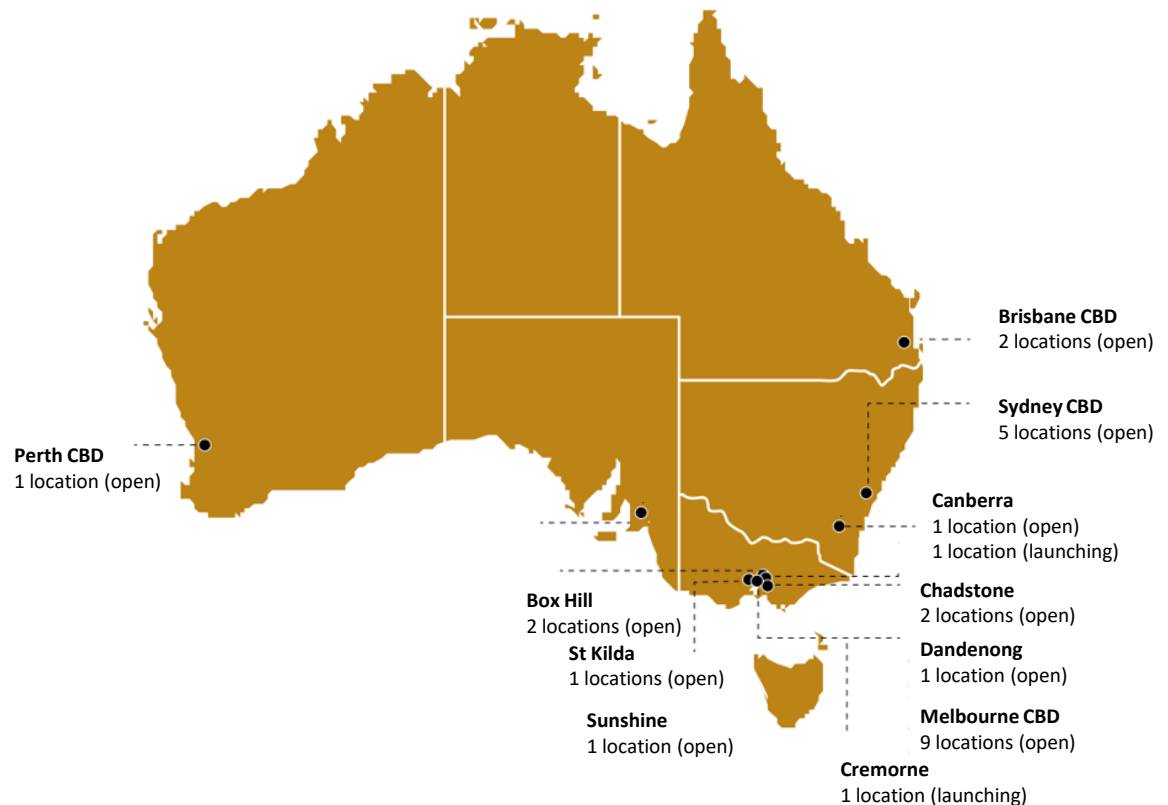 Brisbane CBD
2 locations (open)
Sydney CBD
5 locations (open)
Perth CBD
1 location (open)
Canberra
1 location (open)
1 location (launching)
Box Hill
2 locations (open)
Chadstone
2 locations (open)
St Kilda
1 locations (open)
Dandenong
1 location (open)
Sunshine
1 location (open)
Melbourne CBD
9 locations (open)
Cremorne
1 location (launching)